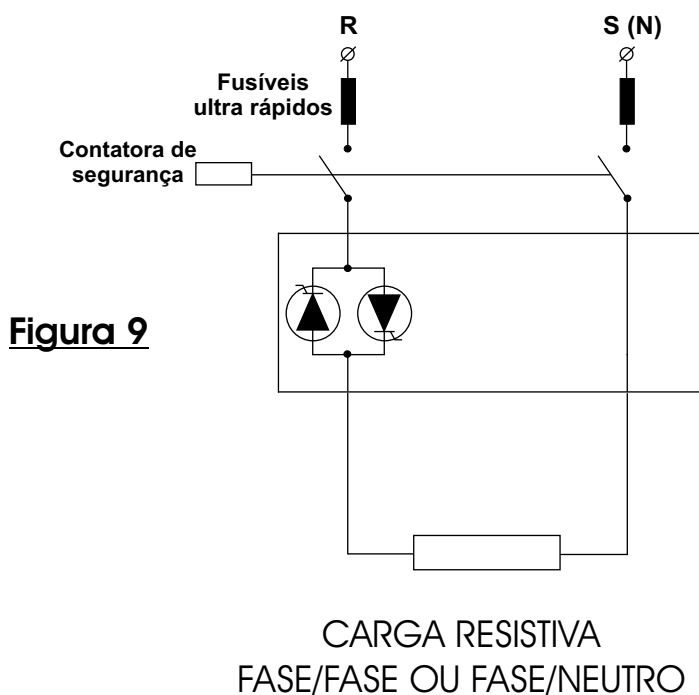 R
S (N)
Fusíveis
ultra rápidos
Contatora de
segurança
Figura 9
CARGA RESISTIVA
FASE/FASE OU FASE/NEUTRO